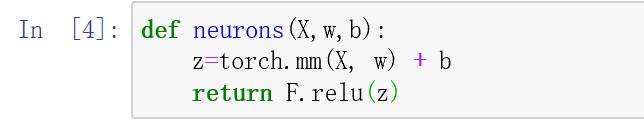 In [4]: def neurons(X,w,b):
z=torch.mm(X, w) + b
return F.relu(z)